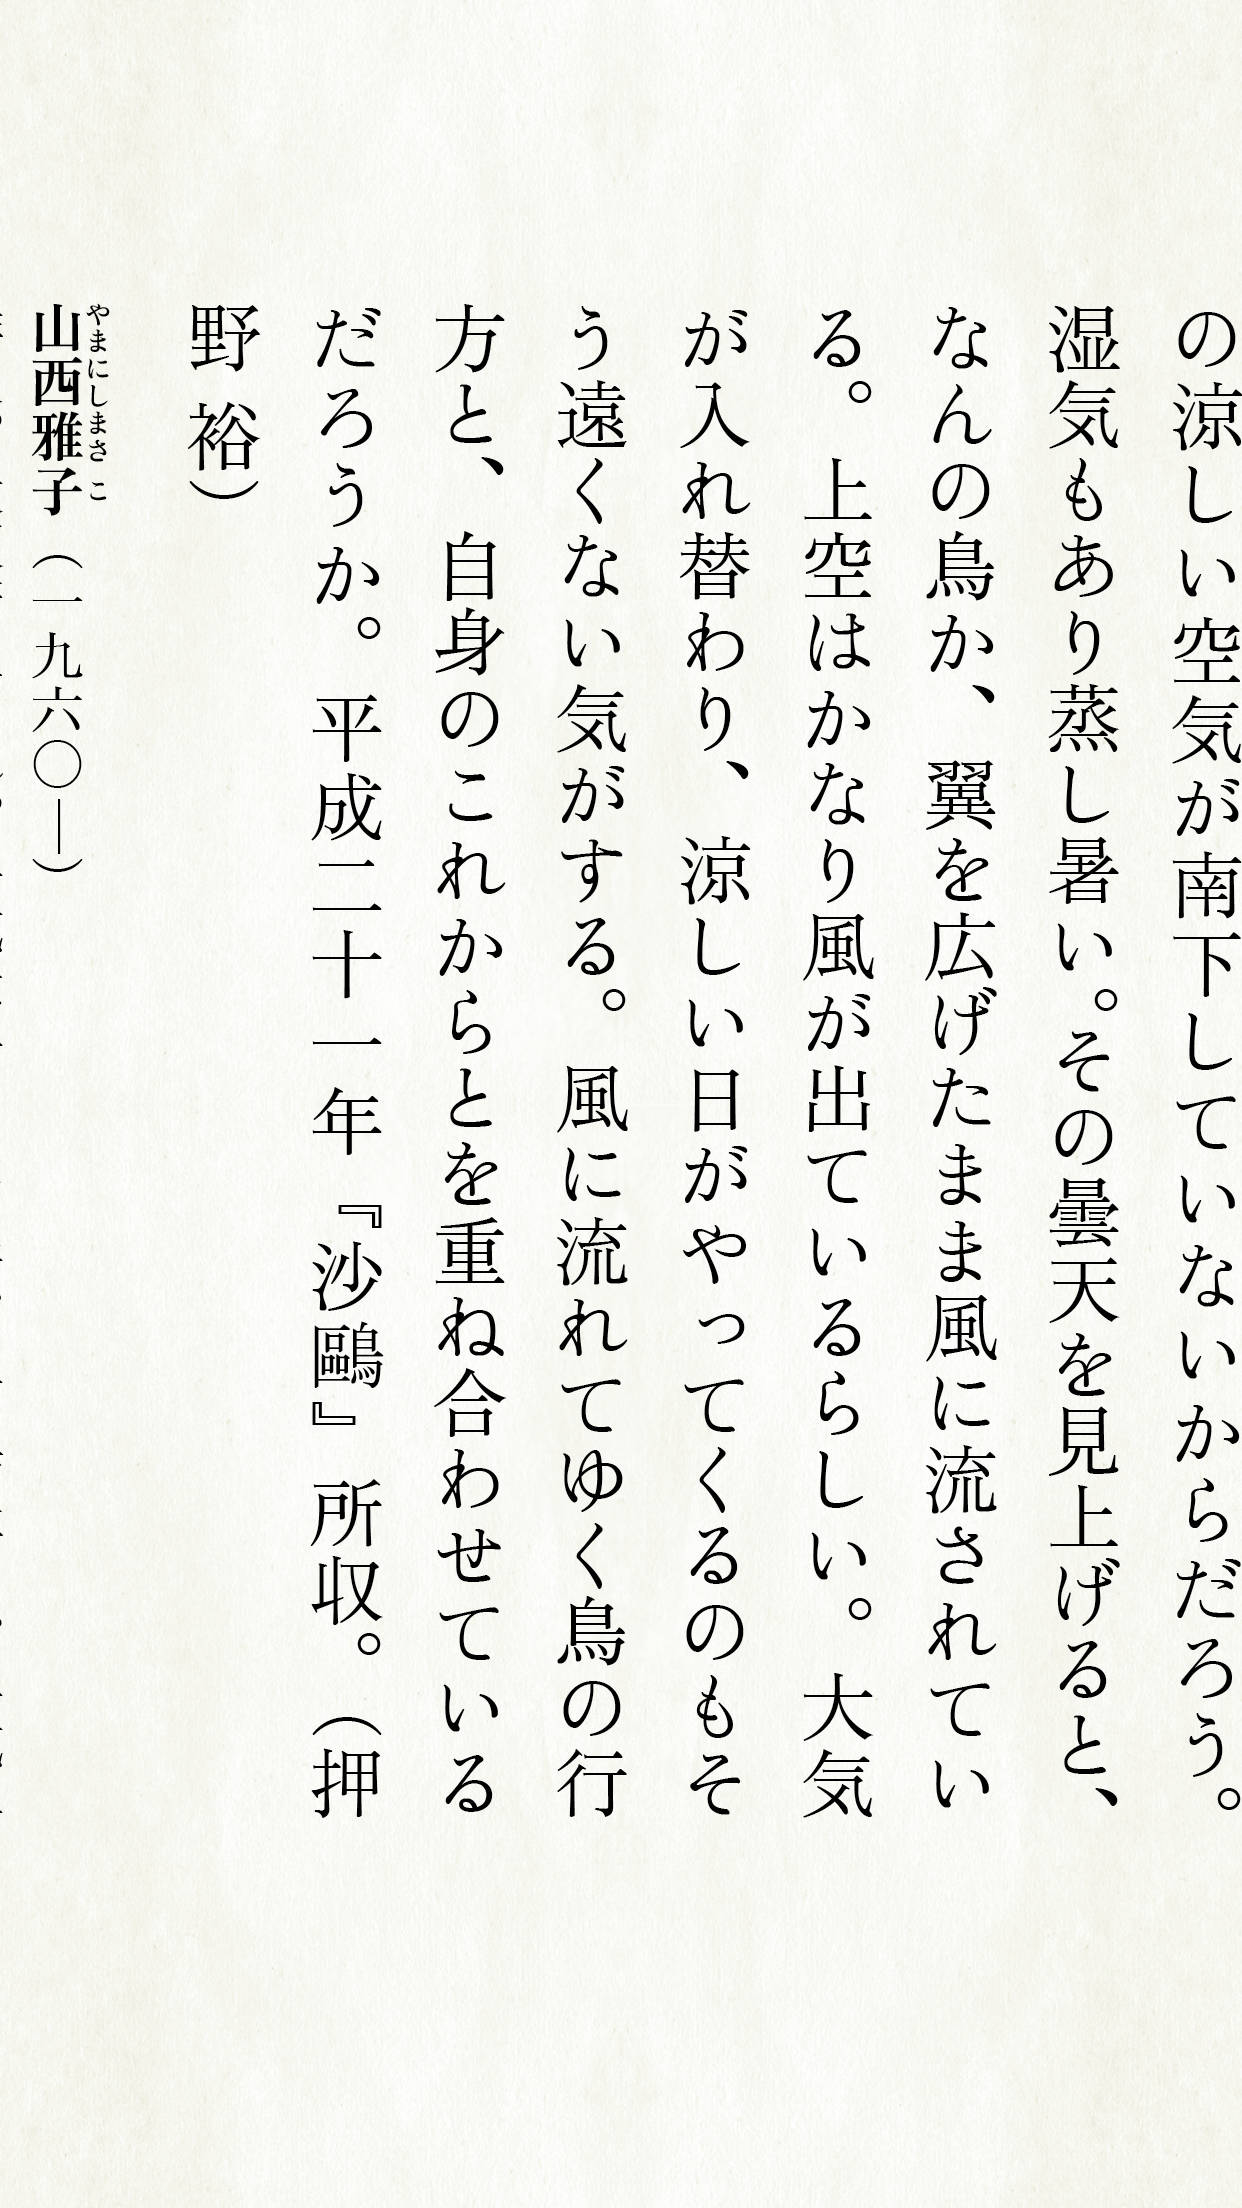 の涼しい空気が南下していないからだろう。
湿気もあり蒸し暑い。その曇天を見上げると、
なんの鳥か、翼を広げたまま風に流されてい
る。上空はかなり風が出ているらしい。大気
が入れ替わり、涼しい日がやってくるのもそ
う遠くない気がする。風に流れてゆく鳥の行
方と、自身のこれからとを重ね合わせている
だろうか。平成二十一年『沙鷗』所収。（押
野 裕）
山西雅子（一九六〇―）
やまにしまさこ